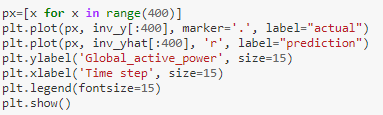 px=[x for x in range(400)]
plt.plot(px, inv_y[:400], marker='.', label="actual")
plt.plot(px, inv_yhat[:400], 'r', label="prediction")
plt.ylabel('Global_active_power', size=15)
plt.xlabel('Time step', size=15)
plt.legend(fontsize=15)
plt.show()